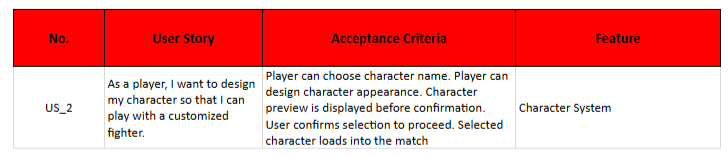 No. User Story Acceptance Criteria Feature
US_2
As a player, I want to design
my character so that I can
play with a customized
fighter.
Player can choose character name. Player can
design character appearance. Character
preview is displayed before confirmation.
User confirms selection to proceed. Selected
character loads into the match
Character System